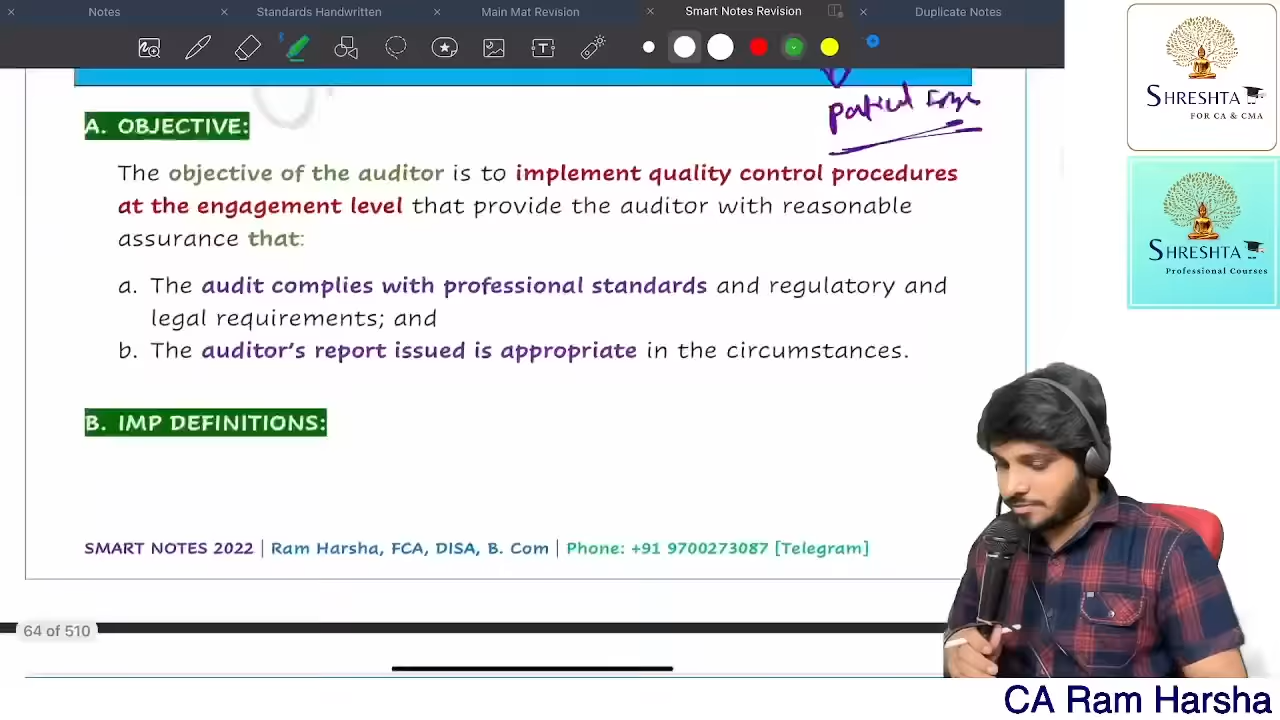 Notes
Standards Handwritten
Main Mat Revision
Smart Notes Revision
Duplicate Notes
A. OBJECTIVE:
The objective of the auditor is to implement quality control procedures
at the engagement level that provide the auditor with reasonable
assurance that:
a. The audit complies with professional standards and regulatory and
legal requirements; and
b. The auditor's report issued is appropriate in the circumstances.
B. IMP DEFINITIONS:
SMART NOTES 2022 | Ram Harsha, FCA, DISA, B. Com | Phone: +91 9700273087 [Telegram]
64 of 510
SHRESHTA
FOR CA & CMA
SHRESHTA
Professional Courses
CA Ram Harsha